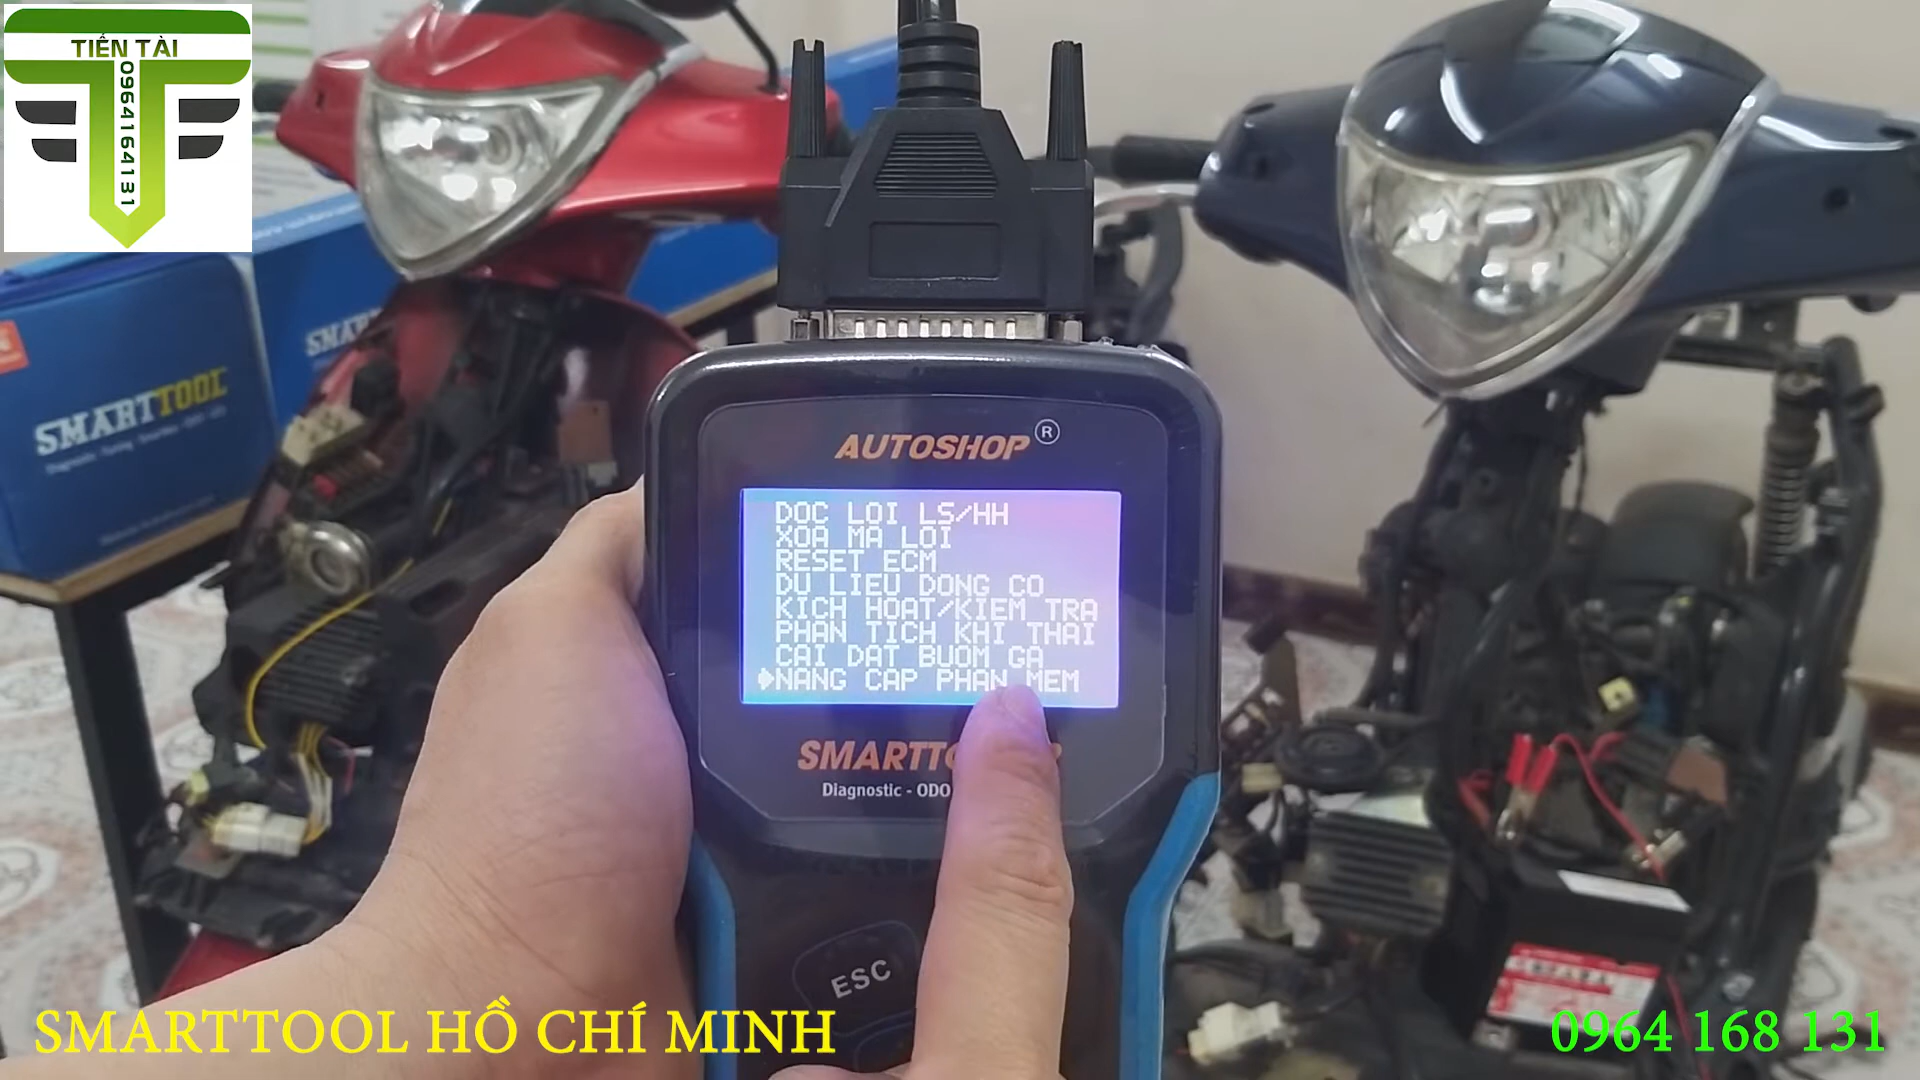 TIẾN TÀI
0964164131
SMART
SMARTTOOL
AUTOSHOP ®
DOC LOI LS/HH
XOA MA LOI
RESET ECM
DU LIEU DONG CO
KICH HOAT/KIEM TRA
PHAN TICH KHI THAI
CAI DAT BUOM GA
NANG CAP PHAN MEM
Diagnostic - ODO
ESC
SMARTTOOL HỒ CHÍ MINH
0964 168 131